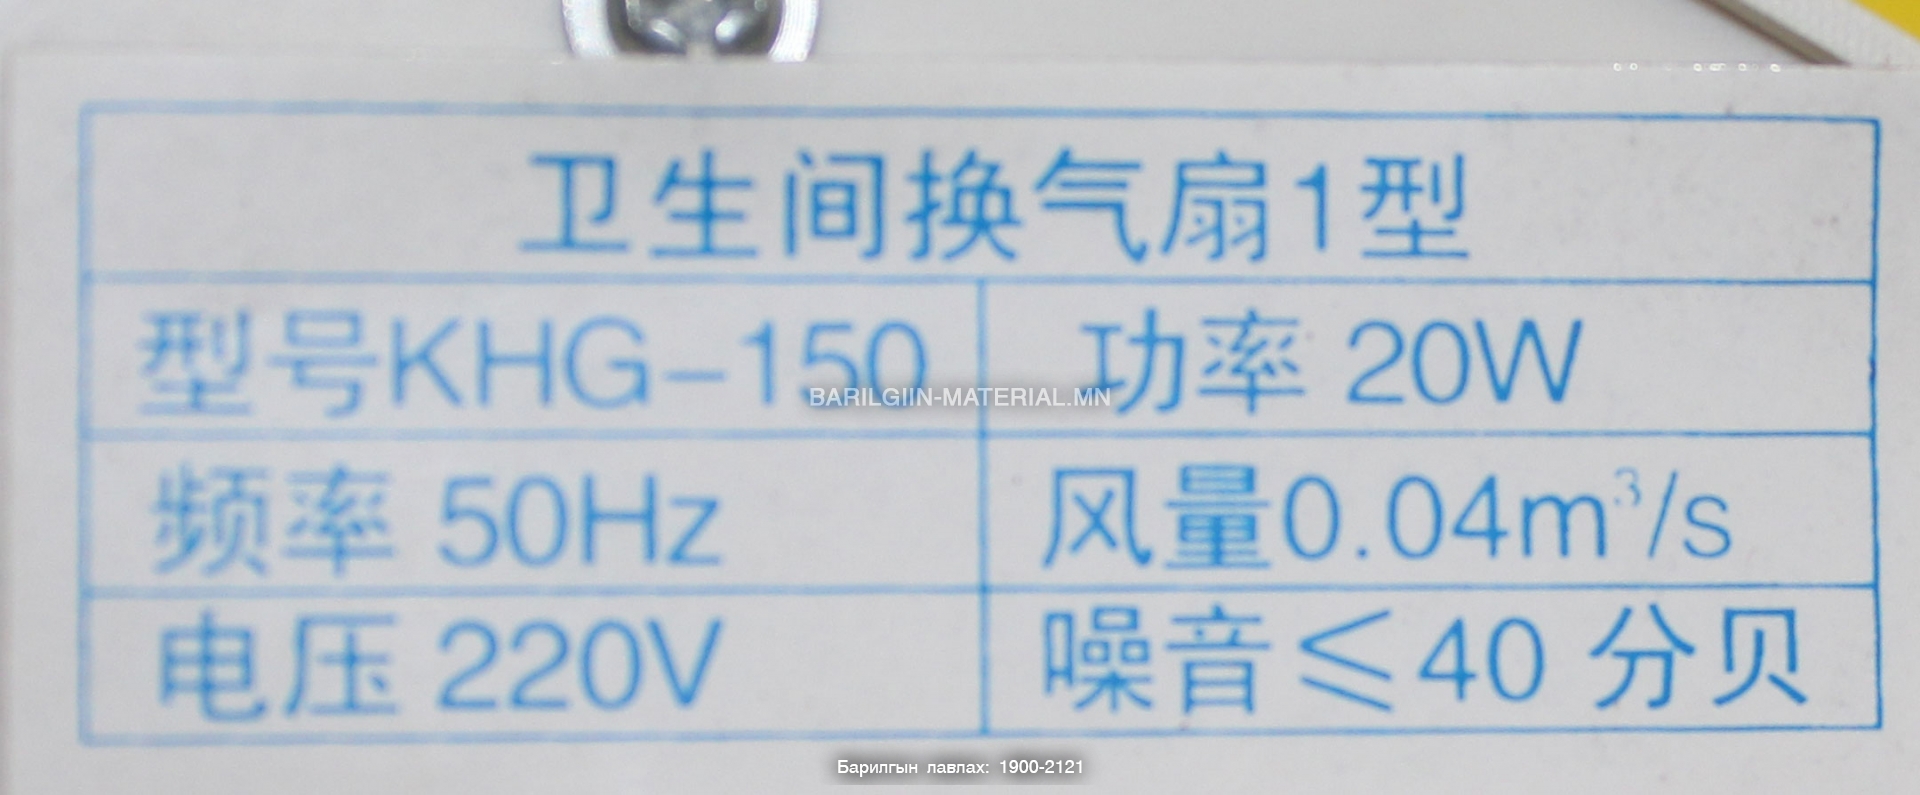 卫生间换气扇1型
型号KHG-150 功率 20W
BARILGIIN-MATERIAL.MN
频率 50Hz 风量0.04m³/s
电压 220V 噪音≤40 分贝
Барилгын лавлах: 1900-2121